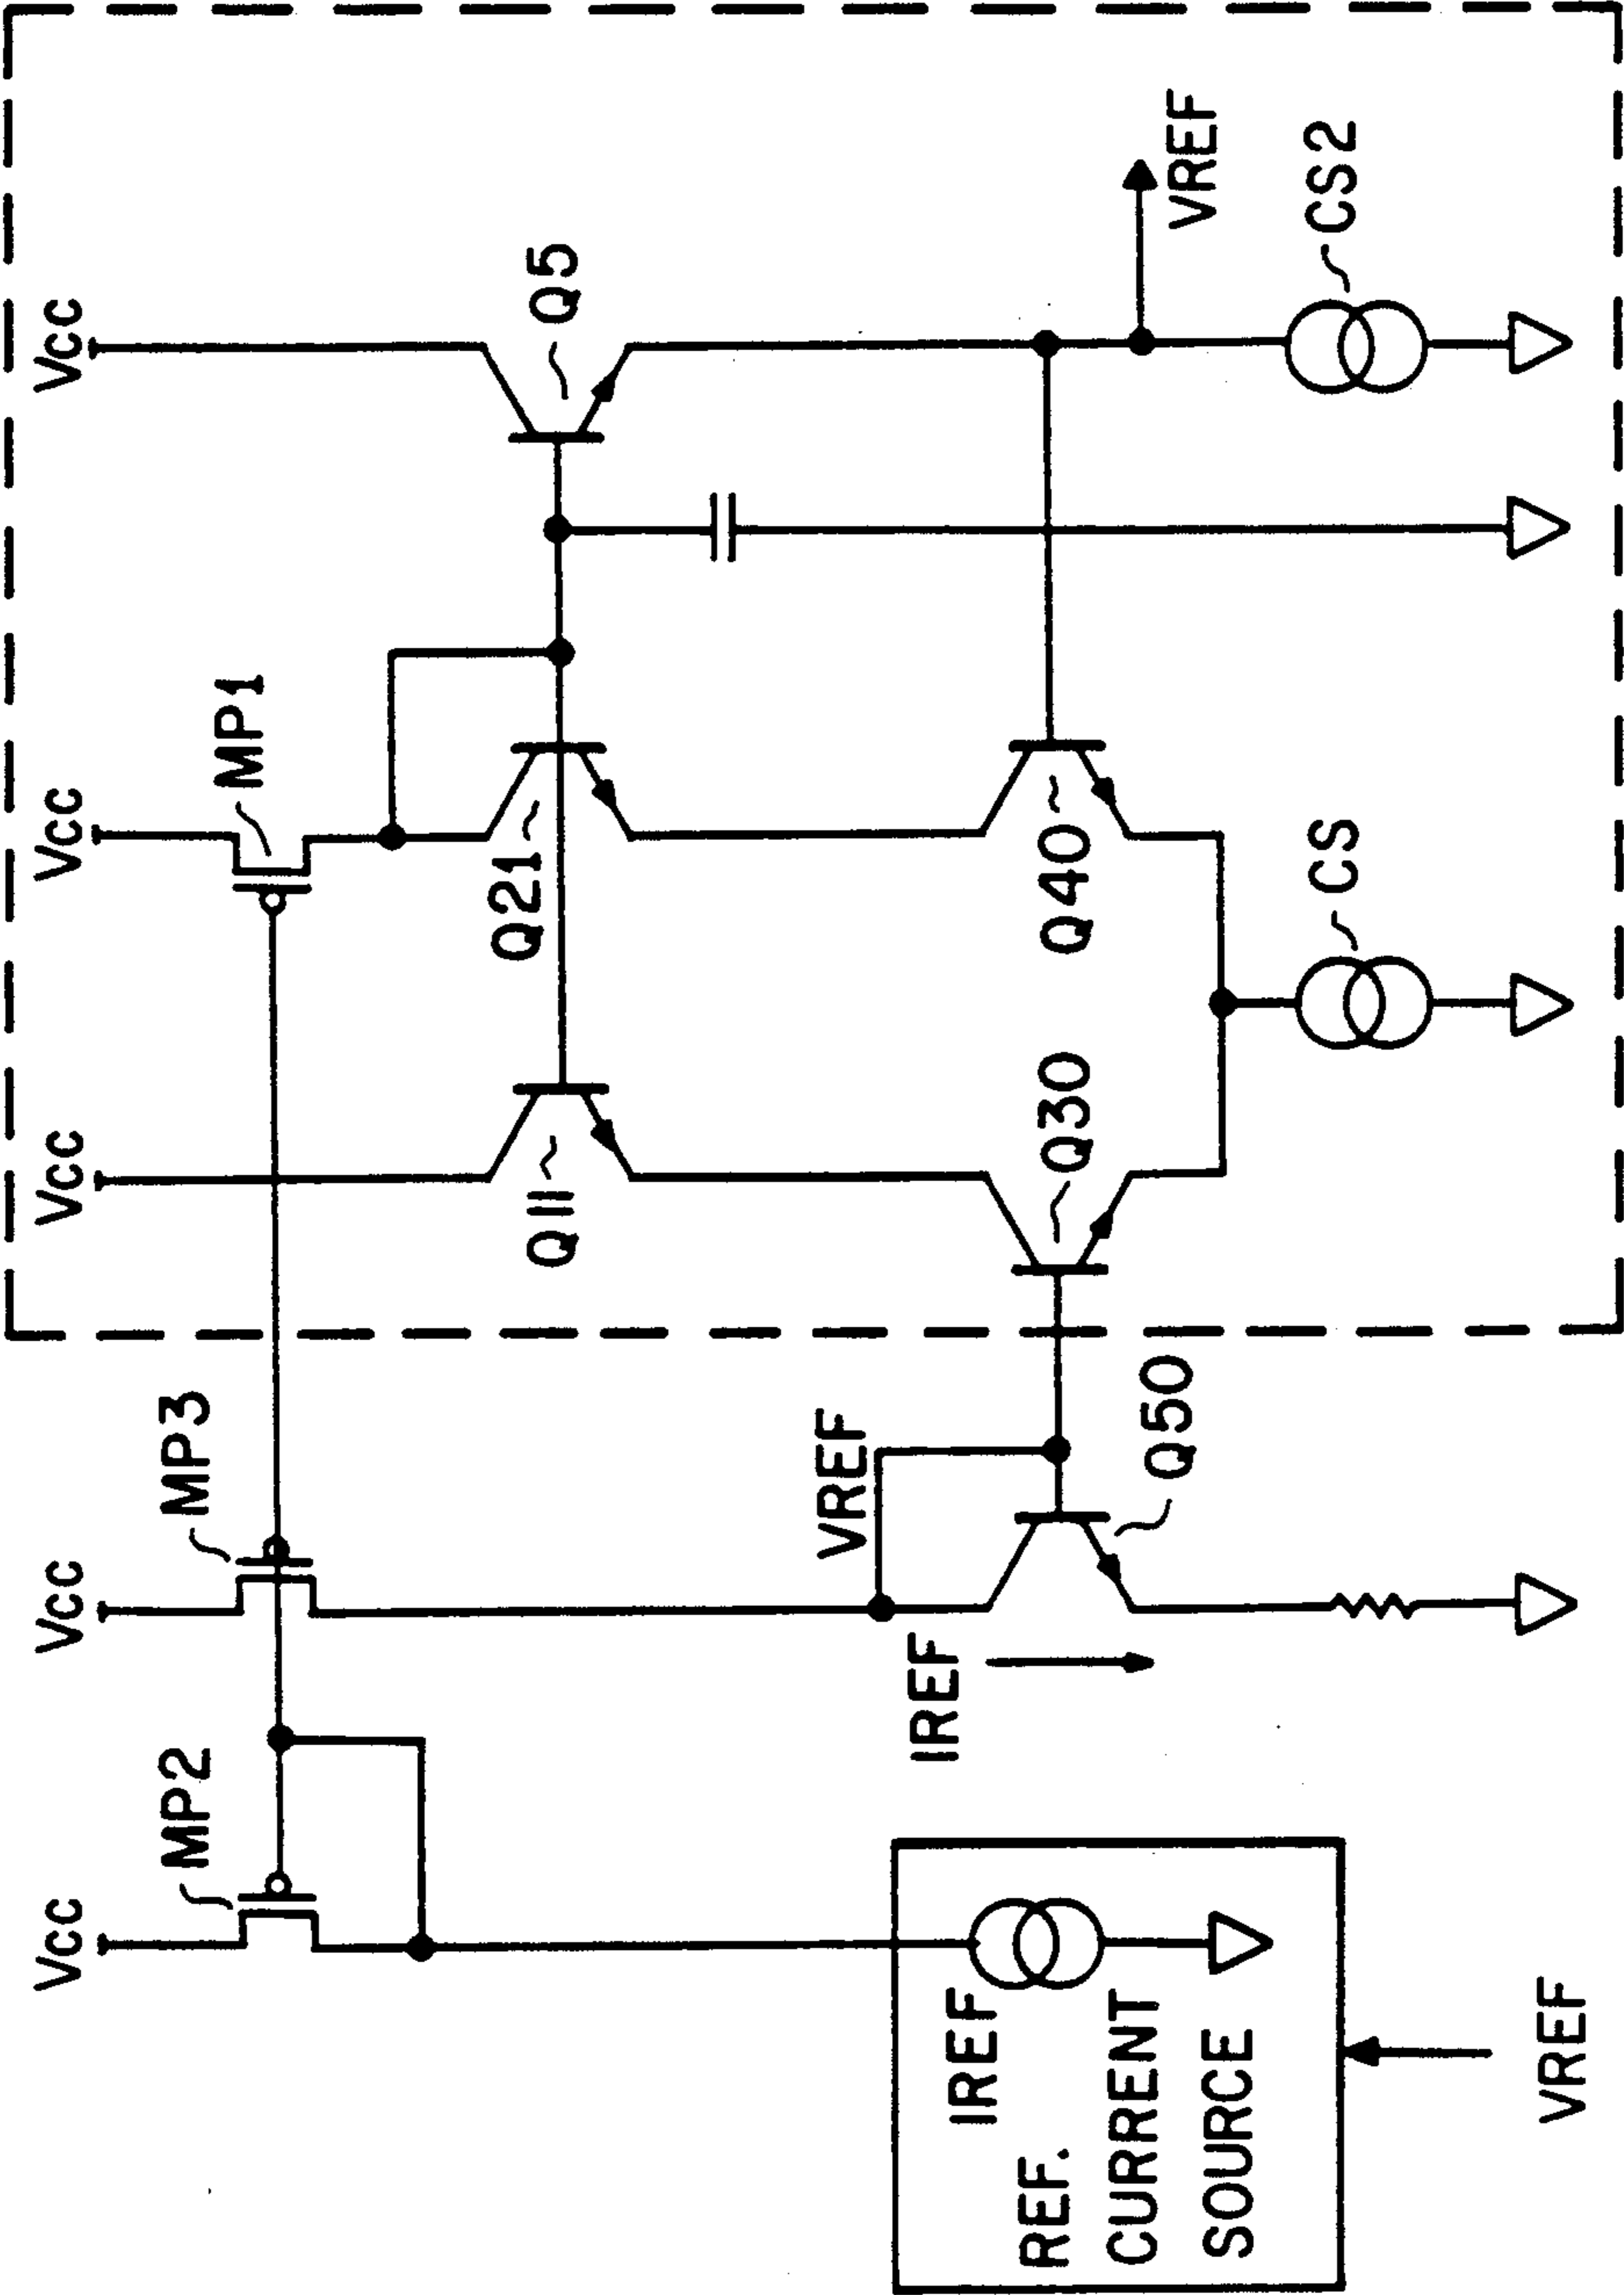 Vcc
Vcc
Vcc
Vcc
Vcc
MP2
MP3
MP1
Q11
Q21
Q5
VREF
IREF
IREF
REF.
CURRENT
SOURCE
Q50
Q30
Q40
VREF
CS
CS2
VREF